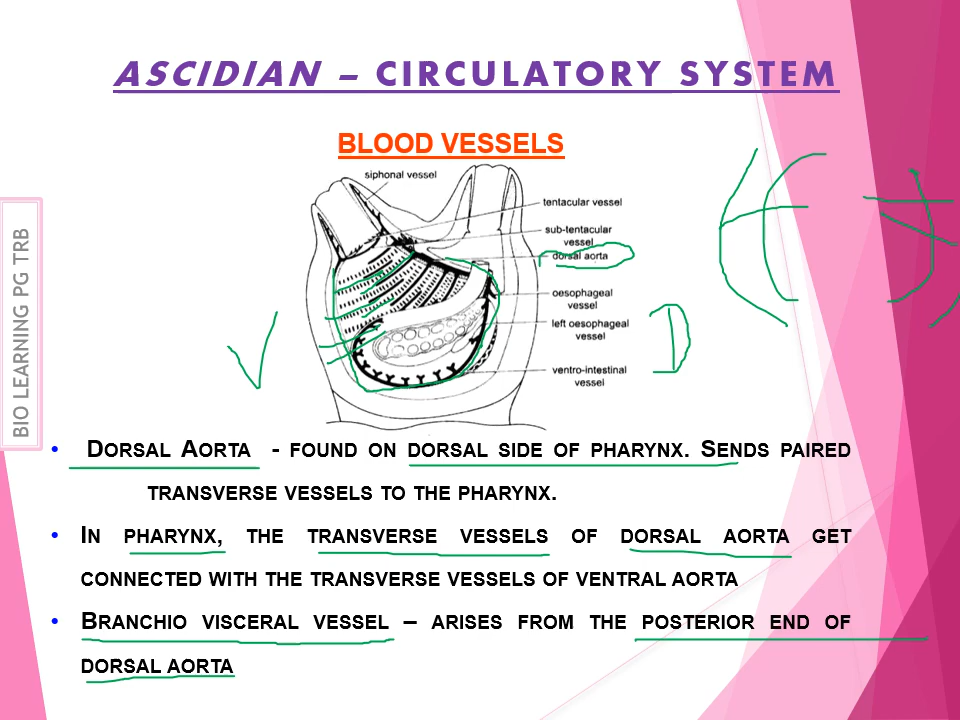 ASCIDIAN – CIRCULATORY SYSTEM
BLOOD VESSELS
siphonal vessel
tentacular vessel
sub-tentacular
vessel
dorsal aorta
oesophageal
vessel
left oesophageal
vessel
ventro-intestinal
vessel
V
D
BIO LEARNING PG TRB
• DORSAL AORTA - FOUND ON DORSAL SIDE OF PHARYNX. SENDS PAIRED
TRANSVERSE VESSELS TO THE PHARYNX.
• IN PHARYNX, THE TRANSVERSE VESSELS OF DORSAL AORTA GET
CONNECTED WITH THE TRANSVERSE VESSELS OF VENTRAL AORTA
• BRANCHIO VISCERAL VESSEL – ARISES FROM THE POSTERIOR END OF
DORSAL AORTA